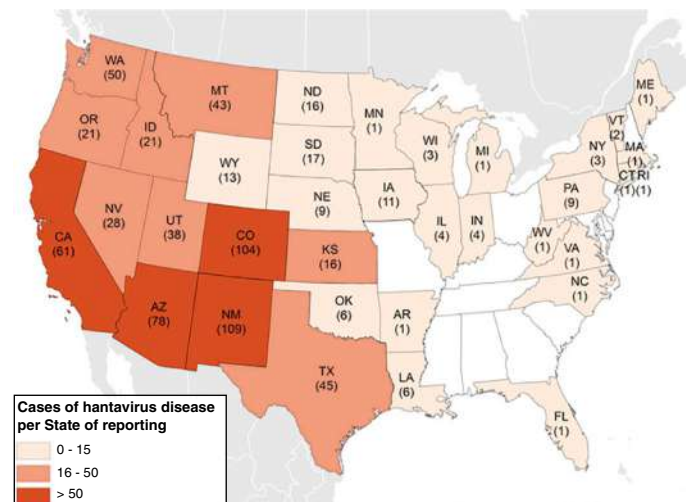 WA
(50)
MT
(43)
ND
(16)
MN
(1)
ME
(1)
OR
(21)
ID
(21)
SD
(17)
WI
(3)
MI
(1)
VT
(2)
NY
(3)
MA
(1)
CT RI
(1)(1)
WY
(13)
NE
(9)
IA
(11)
PA
(9)
NV
(28)
UT
(38)
CO
(104)
KS
(16)
IL
(4)
IN
(4)
WV
(1)
VA
(1)
CA
(61)
AZ
(78)
NM
(109)
OK
(6)
AR
(1)
NC
(1)
TX
(45)
LA
(6)
FL
(1)
Cases of hantavirus disease
per State of reporting
0 - 15
16 - 50
> 50